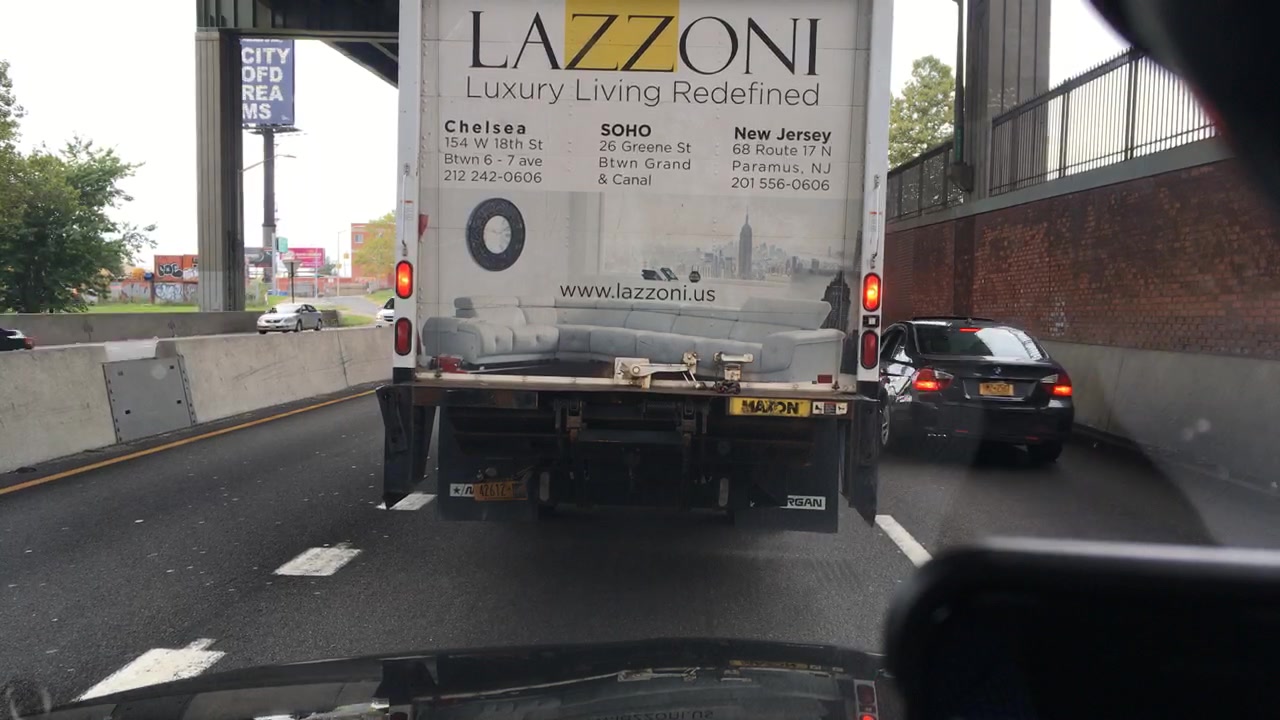 CITY
OFD
REA
MS
LAZZONI
Luxury Living Redefined
Chelsea
154 W 18th St
Btwn 6 - 7 ave
212 242-0606
SOHO
26 Greene St
Btwn Grand
& Canal
New Jersey
68 Route 17 N
Paramus, NJ
201 556-0606
www.lazzoni.us
MAXON
RGAN